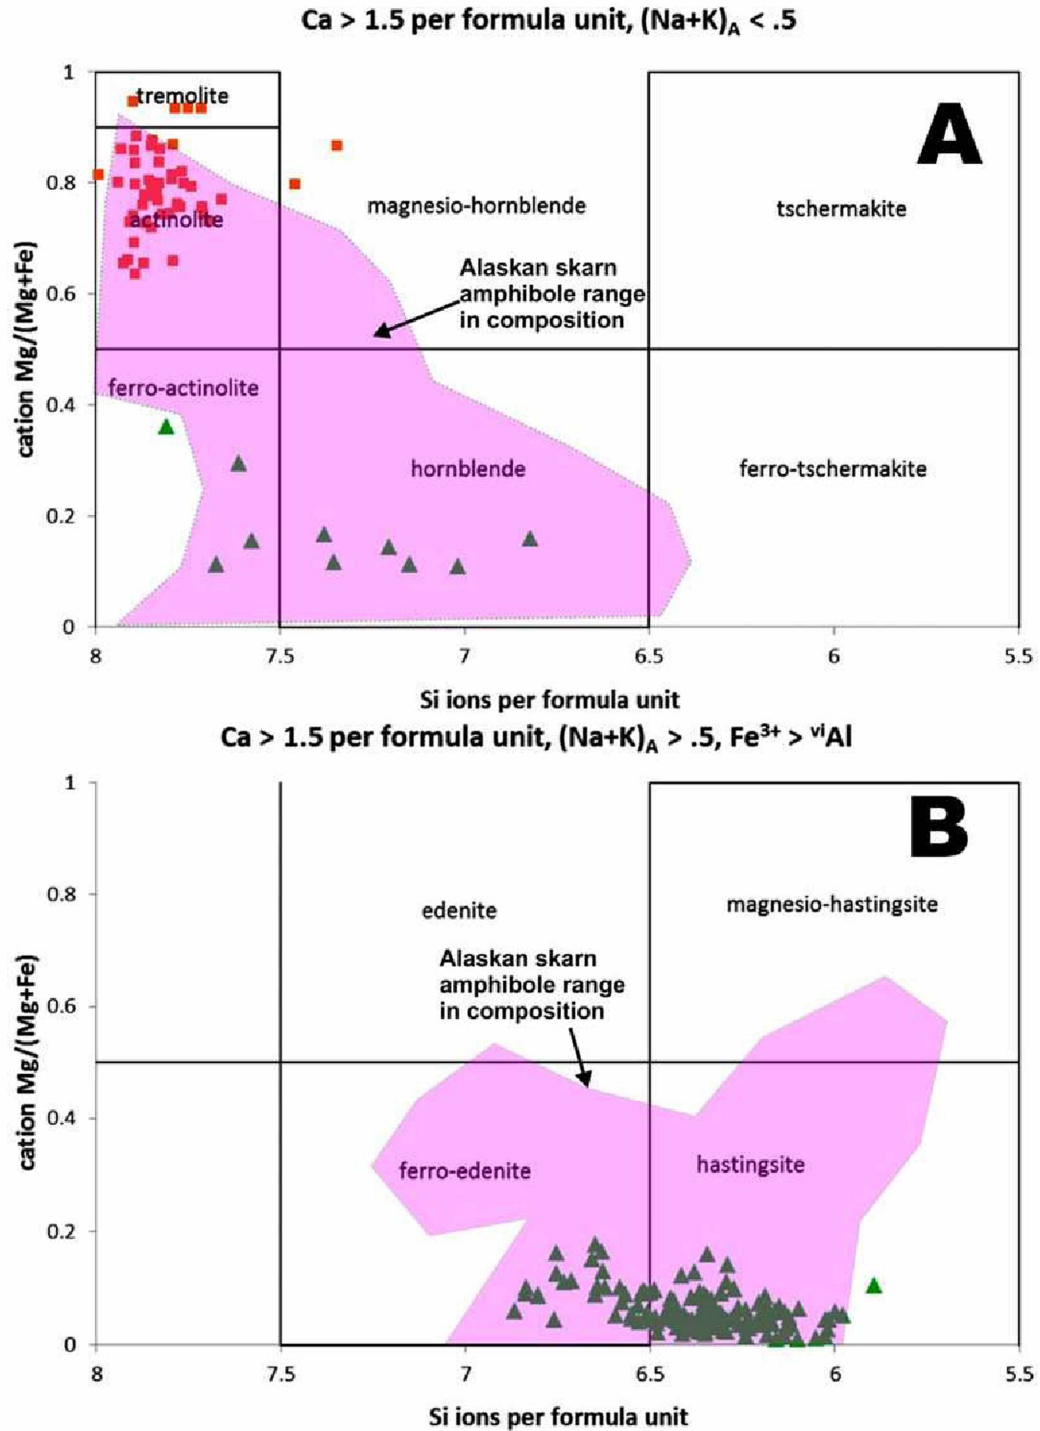 Ca > 1.5 per formula unit, (Na+K)A < .5
A
1
0.8
0.6
0.4
0.2
0
cation Mg/(Mg+Fe)
tremolite
actinolite
magnesio-hornblende
tschermakite
Alaskan skarn
amphibole range
in composition
ferro-actinolite
hornblende
ferro-tschermakite
8
7.5
7
6.5
6
5.5
Si ions per formula unit
Ca > 1.5 per formula unit, (Na+K)A > .5, Fe³⁺ > ᵛⁱAl
B
1
0.8
0.6
0.4
0.2
0
cation Mg/(Mg+Fe)
edenite
magnesio-hastingsite
Alaskan skarn
amphibole range
in composition
ferro-edenite
hastingsite
8
7.5
7
6.5
6
5.5
Si ions per formula unit